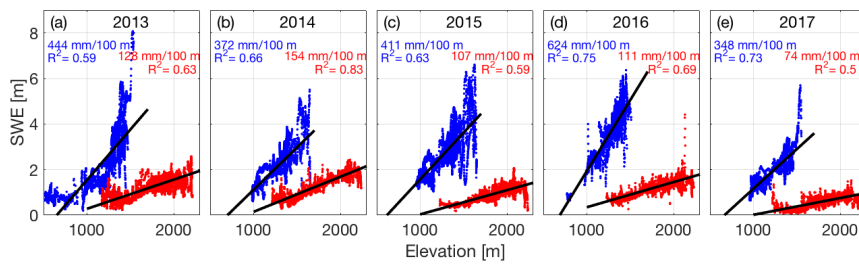 (a) 2013
444 mm/100 m
R2 = 0.59
128 mm/100 m
R2 = 0.63
(b) 2014
372 mm/100 m
R2 = 0.66
154 mm/100 m
R2 = 0.83
(c) 2015
411 mm/100 m
R2 = 0.63
107 mm/100 m
R2 = 0.59
(d) 2016
624 mm/100 m
R2 = 0.75
111 mm/100 m
R2 = 0.69
(e) 2017
348 mm/100 m
R2 = 0.73
74 mm/100 m
R2 = 0.5
SWE [m]
8
6
4
2
0
1000 2000 1000 2000 1000 2000 1000 2000 1000 2000
Elevation [m]